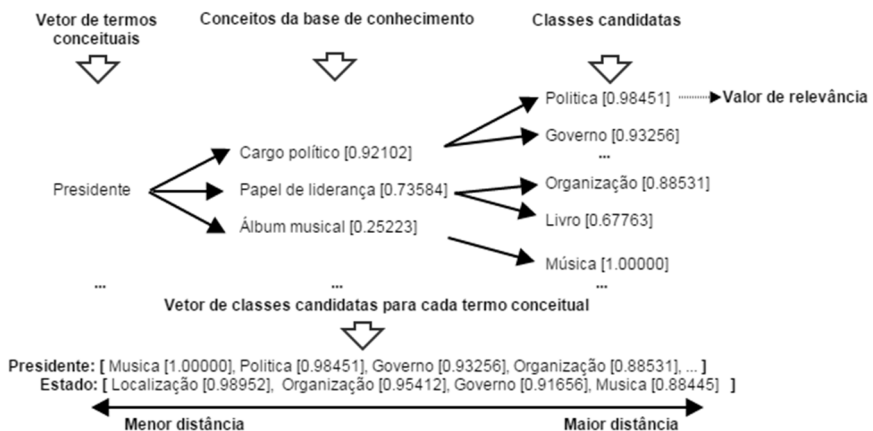 Vetor de termos conceituais
Conceitos da base de conhecimento
Classes candidatas
Politica [0.98451]
Valor de relevância
Governo [0.93256]
...
Cargo político [0.92102]
Presidente
Papel de liderança [0.73584]
Organização [0.88531]
Livro [0.67763]
Álbum musical [0.25223]
Música [1.00000]
...
...
...
Vetor de classes candidatas para cada termo conceitual
Presidente: [ Musica [1.00000], Politica [0.98451], Governo [0.93256], Organização [0.88531], ... ]
Estado: [ Localização [0.98952], Organização [0.95412], Governo [0.91656], Musica [0.88445] ]
Menor distância
Maior distância